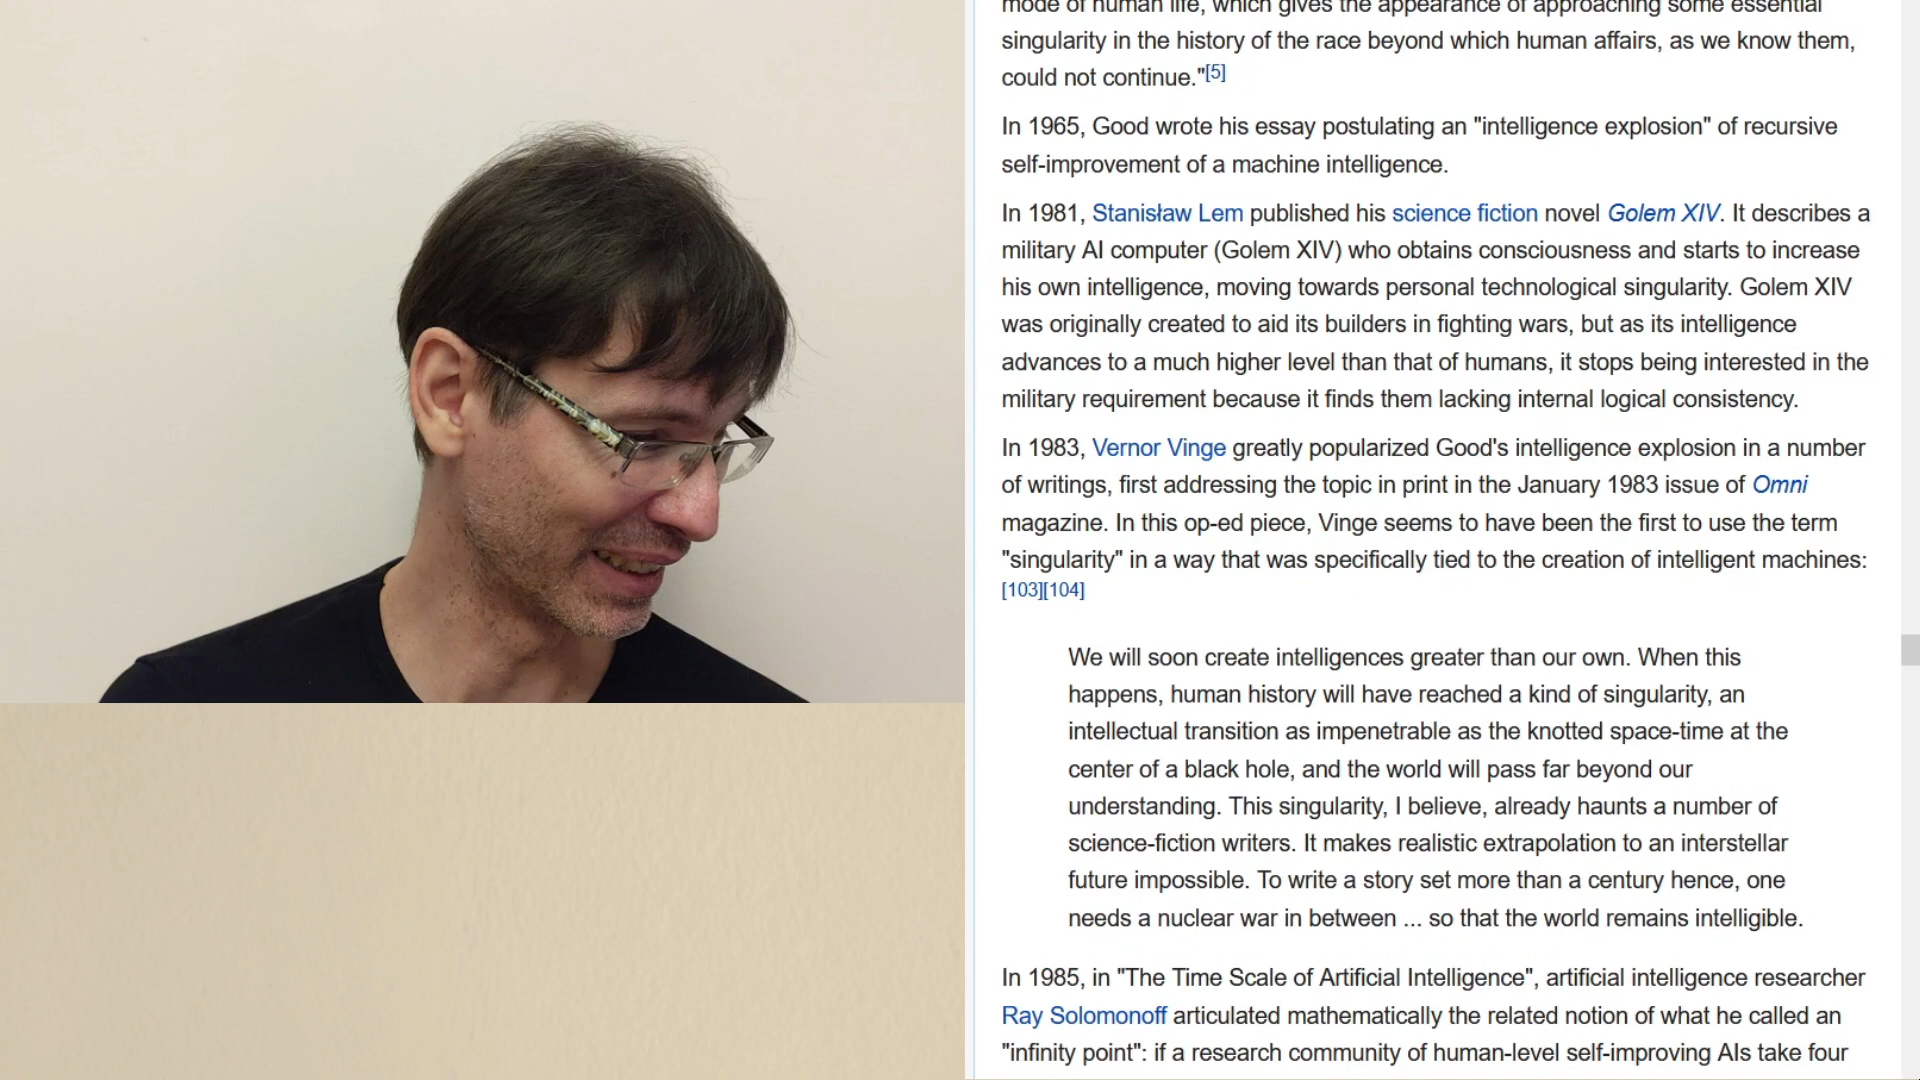 mode of human life, which gives the appearance of approaching some essential
singularity in the history of the race beyond which human affairs, as we know them,
could not continue."[5]
In 1965, Good wrote his essay postulating an "intelligence explosion" of recursive
self-improvement of a machine intelligence.
In 1981, Stanisław Lem published his science fiction novel Golem XIV. It describes a
military AI computer (Golem XIV) who obtains consciousness and starts to increase
his own intelligence, moving towards personal technological singularity. Golem XIV
was originally created to aid its builders in fighting wars, but as its intelligence
advances to a much higher level than that of humans, it stops being interested in the
military requirement because it finds them lacking internal logical consistency.
In 1983, Vernor Vinge greatly popularized Good's intelligence explosion in a number
of writings, first addressing the topic in print in the January 1983 issue of Omni
magazine. In this op-ed piece, Vinge seems to have been the first to use the term
"singularity" in a way that was specifically tied to the creation of intelligent machines:
[103][104]
We will soon create intelligences greater than our own. When this
happens, human history will have reached a kind of singularity, an
intellectual transition as impenetrable as the knotted space-time at the
center of a black hole, and the world will pass far beyond our
understanding. This singularity, I believe, already haunts a number of
science-fiction writers. It makes realistic extrapolation to an interstellar
future impossible. To write a story set more than a century hence, one
needs a nuclear war in between ... so that the world remains intelligible.
In 1985, in "The Time Scale of Artificial Intelligence", artificial intelligence researcher
Ray Solomonoff articulated mathematically the related notion of what he called an
"infinity point": if a research community of human-level self-improving AIs take four